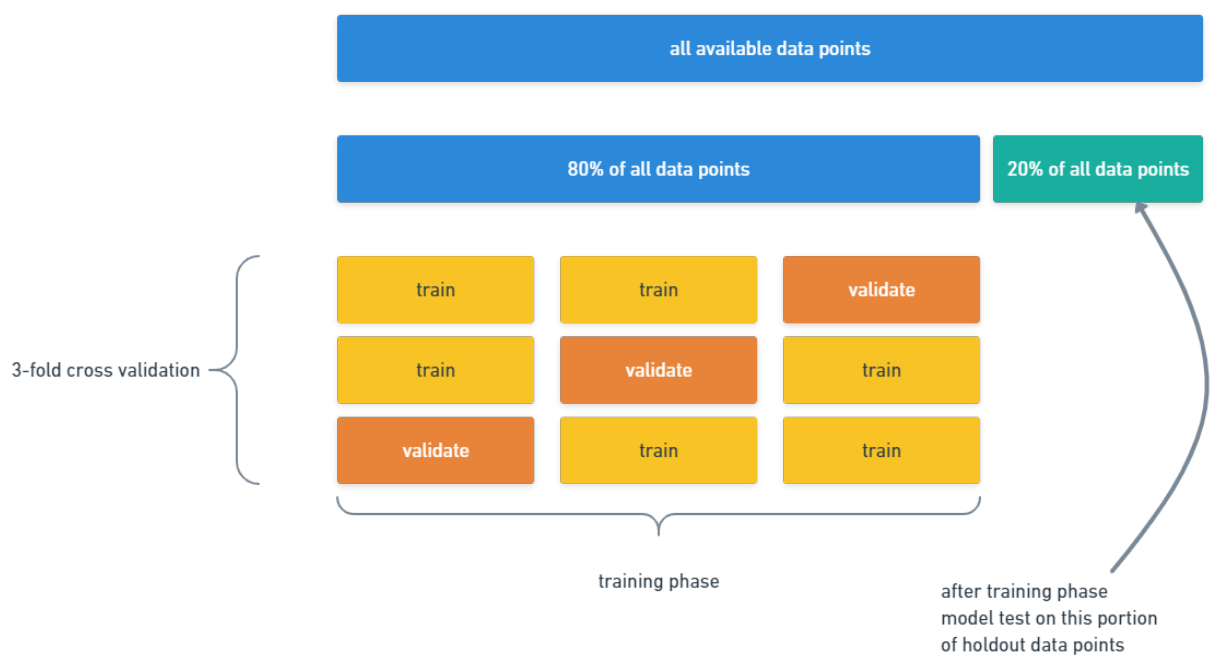 all available data points
80% of all data points
20% of all data points
train
train
validate
3-fold cross validation
train
validate
train
validate
train
train
training phase
after training phase
model test on this portion
of holdout data points